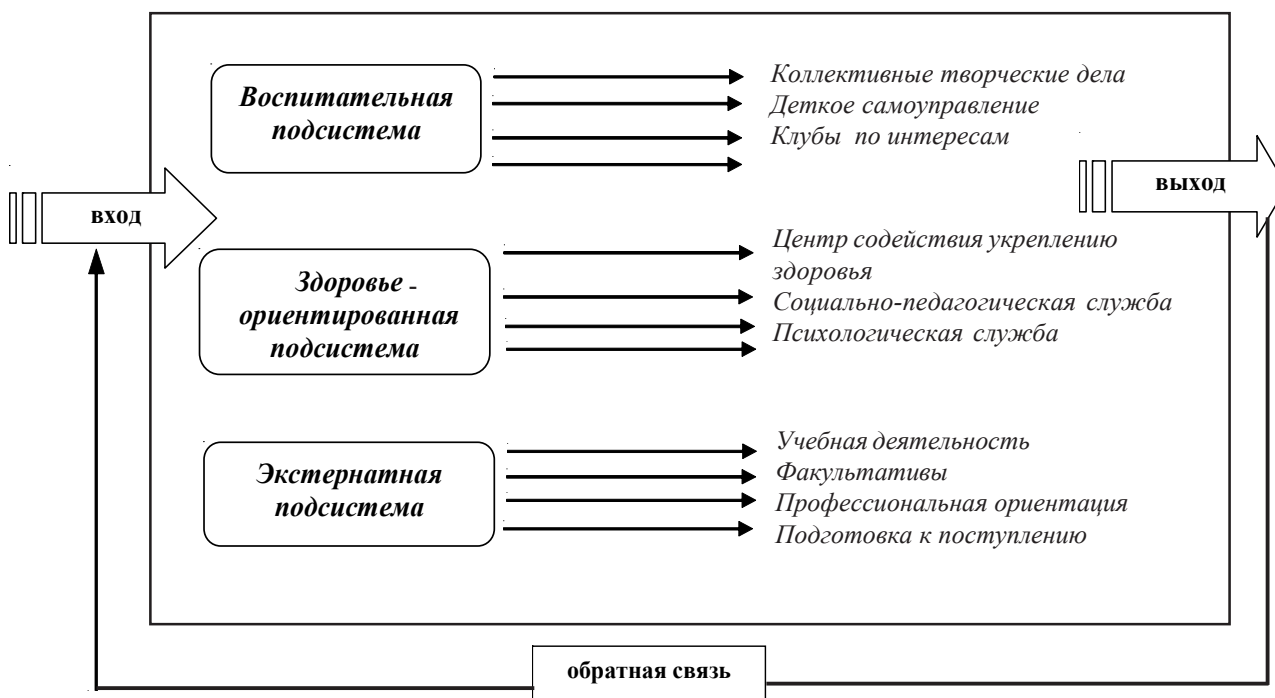 Воспитательная
подсистема
Коллективные творческие дела
Деткое самоуправление
Клубы по интересам
вход
выход
Здоровье -
ориентированная
подсистема
Центр содействия укреплению
здоровья
Социально-педагогическая служба
Психологическая служба
Экстернатная
подсистема
Учебная деятельность
Факультативы
Профессиональная ориентация
Подготовка к поступлению
обратная связь